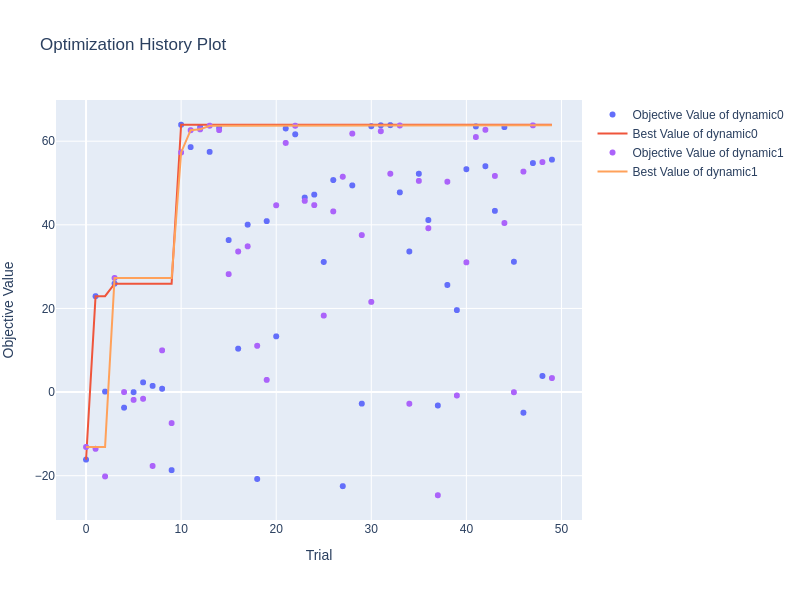 Optimization History Plot
Objective Value of dynamic0
Best Value of dynamic0
Objective Value of dynamic1
Best Value of dynamic1
60
40
20
0
−20
Objective Value
0
10
20
30
40
50
Trial